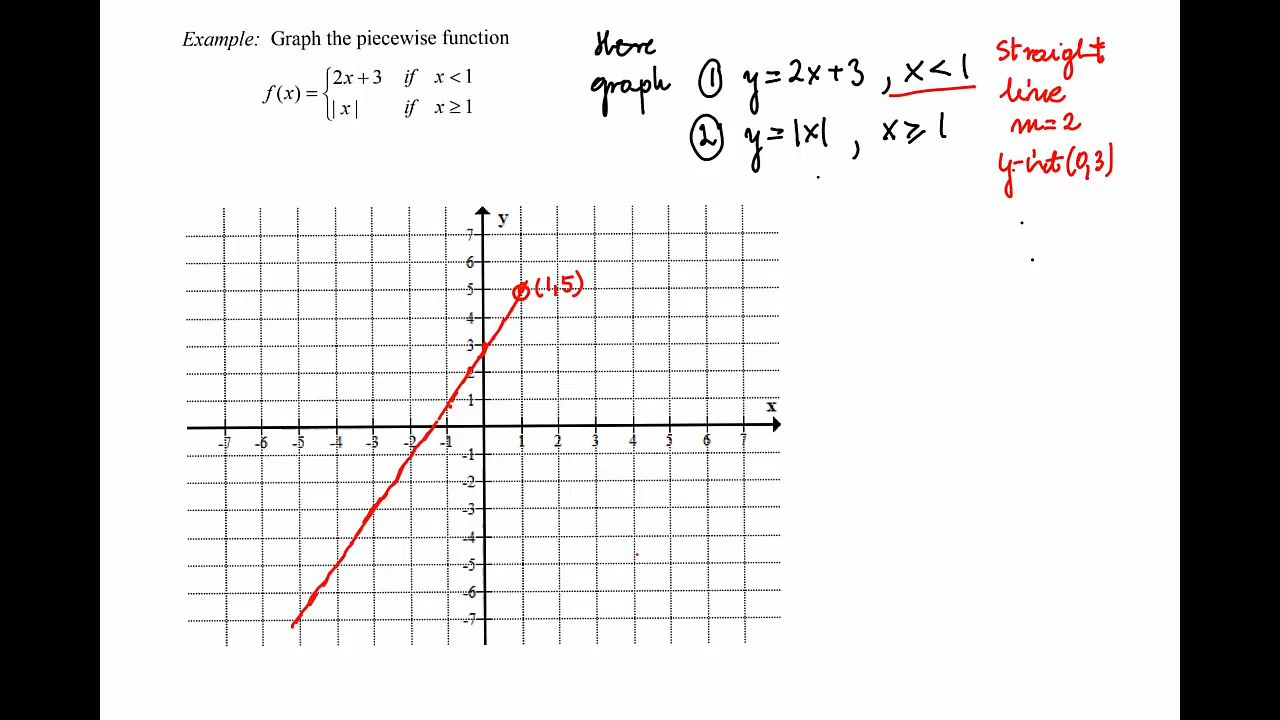 Example: Graph the piecewise function
f(x) = { 2x + 3 if x < 1
| x | if x ≥ 1
Here
graph ① y = 2x + 3 , x < 1
② y = |x| , x ≥ 1
Straight
line
m = 2
y-int (0,3)
y
7
6
5
(1,5)
4
3
2
1
x
-7 -6 -5 -4 -3 -2 -1 1 2 3 4 5 6 7
-1
-2
-3
-4
-5
-6
-7